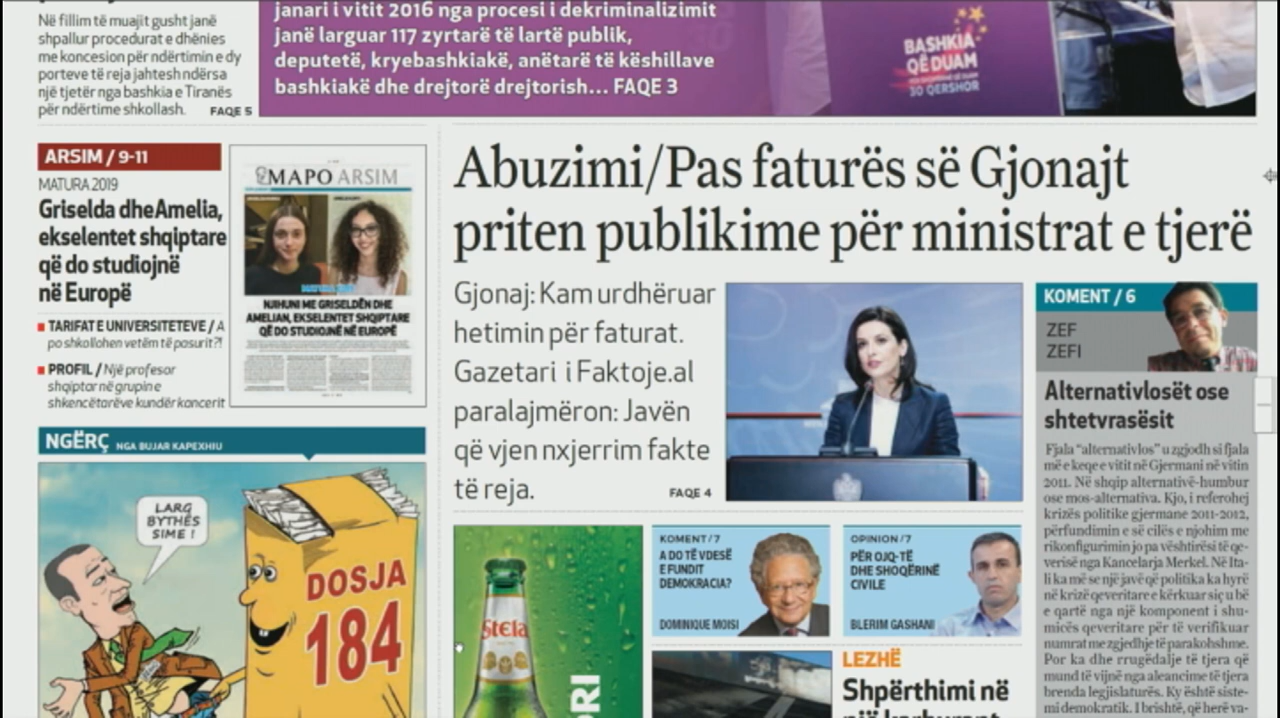 Në fillim të muajit gusht janë
shpallur procedurat e dhënies
me koncesion për ndërtimin e dy
porteve të reja jahtesh ndërsa
një tjetër nga bashkia e Tiranës
për ndërtime shkollash. FAQE 5
janari i vitit 2016 nga procesi i dekriminalizimit
janë larguar 117 zyrtarë të lartë publik,
deputetë, kryebashkiakë, anëtarë të këshillave
bashkiakë dhe drejtorë drejtorish... FAQE 3
BASHKIA
QË DUAM
30 QERSHOR
ARSIM / 9-11
MATURA 2019
Griselda dheAmelia,
ekselentet shqiptare
që do studiojnë
në Europë
TARIFAT E UNIVERSITETEVE / A
po shkollohen vetëm të pasurit?!
PROFIL / Një profesor
shqiptar në grupin e
shkencëtarëve kundër kancerit
MAPO ARSIM
MATURA 2019
NJIHUNI ME GRISELDËN DHE
AMELIAN, EKSELENTET SHQIPTARE
QË DO STUDIOJNË NË EUROPË
NGËRÇ NGA BUJAR KAPEXHIU
LARG
BYTHËS
SIME !
DOSJA
184
Abuzimi/Pas faturës së Gjonajt
priten publikime për ministrat e tjerë
Gjonaj: Kam urdhëruar
hetimin për faturat.
Gazetari i Faktoje.al
paralajmëron: Javën
që vjen nxjerrim fakte
të reja. FAQE 4
Stela
KOMENT/7
A DO TË VDESË
E FUNDIT
DEMOKRACIA?
DOMINIQUE MOISI
OPINION/7
PËR OJQ-TË
DHE SHOQËRINË
CIVILE
BLERIM GASHANI
LEZHË
Shpërthimi në
një karburant
KOMENT / 6
ZEF
ZEFI
Alternativlosët ose
shtetvrasësit
Fjala "alternativlos" u zgjodh si fjala
më e keqe e vitit në Gjermani në vitin
2011. Në shqip alternativë-humbur
ose mos-alternativa. Kjo, i referohej
krizës politike gjermane 2011-2012,
përfundimin e së cilës e njohim me
rikonfigurimin jo pa vështirësi të qe-
verisë nga Kancelarja Merkel. Në Ita-
li ka më se një javë që politika ka hyrë
në krizë qeveritare e kërkuar siç u bë
e qartë nga një komponent i shu-
micës qeveritare për të verifikuar
numrat me zgjedhje të parakohshme.
Por ka dhe rrugëdalje të tjera që
mund të vijnë nga aleancime të tjera
brenda legjislaturës. Ky është siste-
mi demokratik. I brishtë, që herë va-